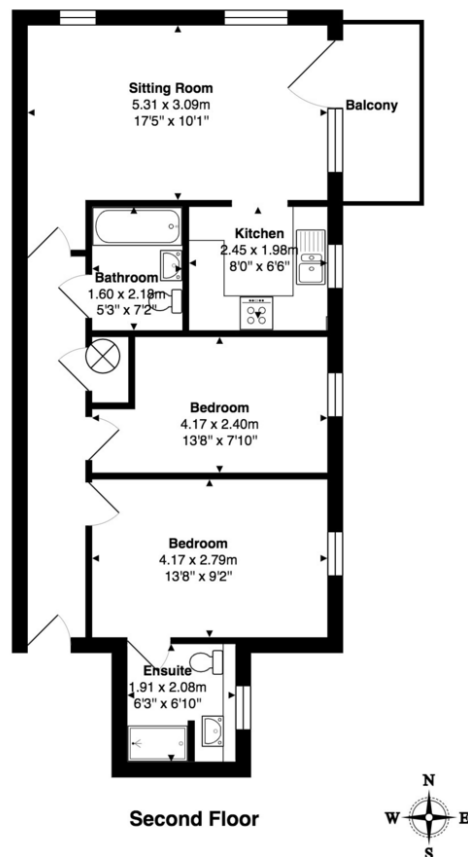 Sitting Room
5.31 x 3.09m
17'5" x 10'1"
Balcony
Kitchen
2.45 x 1.98m
8'0" x 6'6"
Bathroom
1.60 x 2.18m
5'3" x 7'2"
Bedroom
4.17 x 2.40m
13'8" x 7'10"
Bedroom
4.17 x 2.79m
13'8" x 9'2"
Ensuite
1.91 x 2.08m
6'3" x 6'10"
Second Floor
N
W E
S